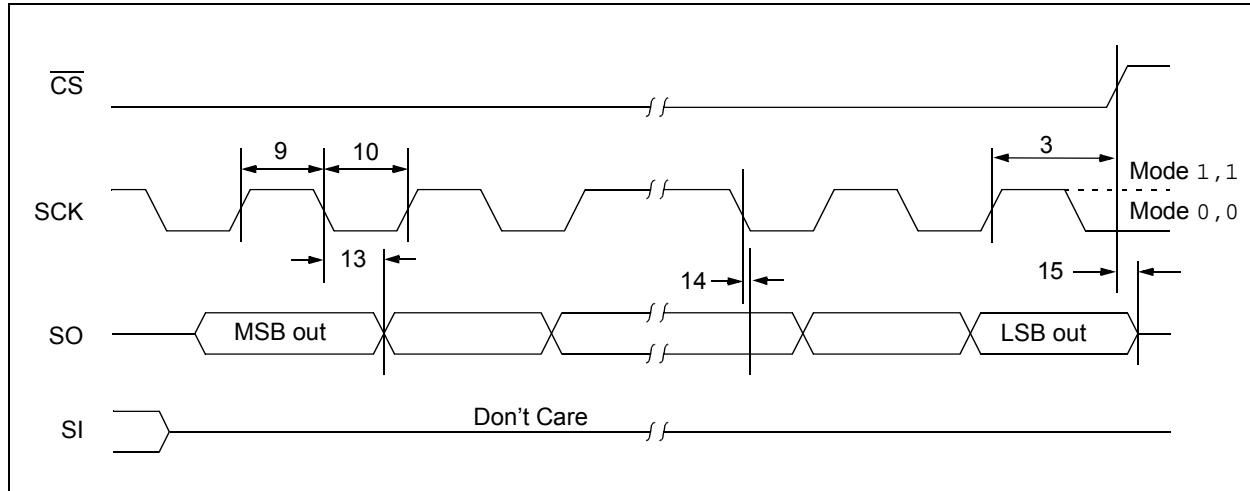 CS
9
10
3
Mode 1,1
SCK
Mode 0,0
13
14
15
SO
MSB out
LSB out
Don't Care
SI